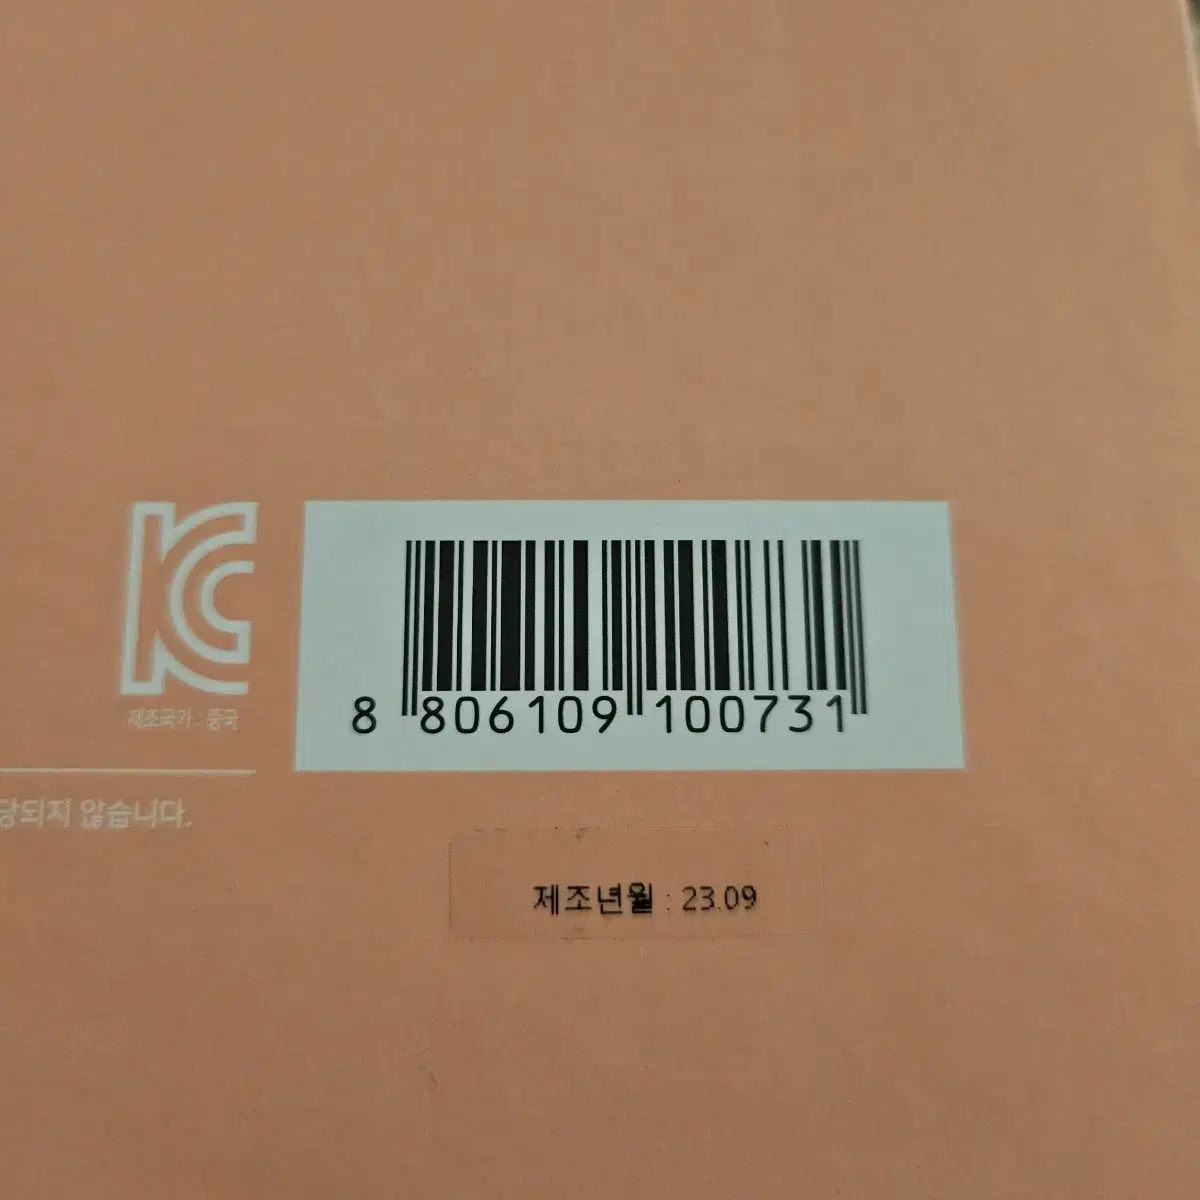 KC
제조국가 : 중국
8 806109 100731
당되지 않습니다.
제조년월 : 23.09